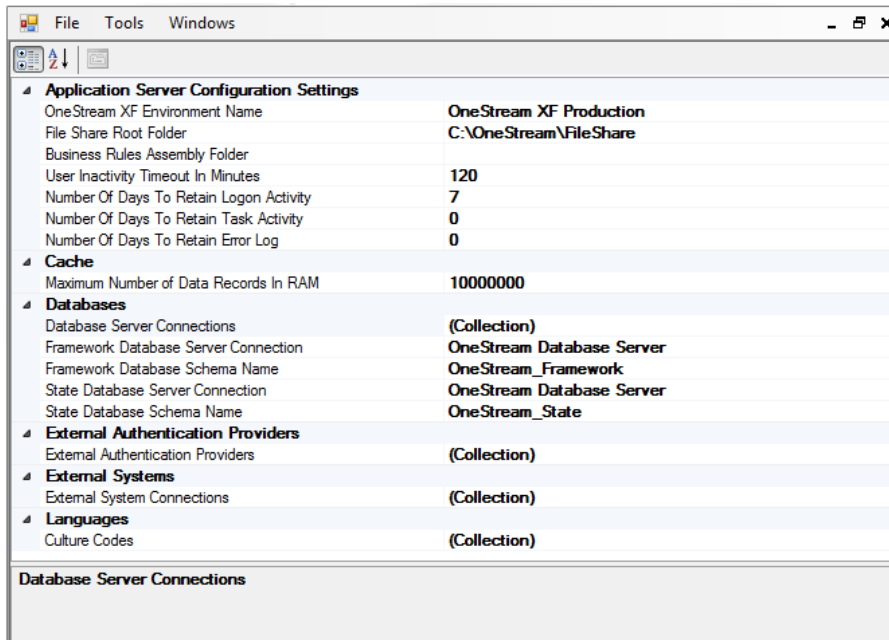 File Tools Windows
Application Server Configuration Settings
OneStream XF Environment Name OneStream XF Production
File Share Root Folder C:\OneStream\FileShare
Business Rules Assembly Folder
User Inactivity Timeout In Minutes 120
Number Of Days To Retain Logon Activity 7
Number Of Days To Retain Task Activity 0
Number Of Days To Retain Error Log 0
Cache
Maximum Number of Data Records In RAM 10000000
Databases
Database Server Connections (Collection)
Framework Database Server Connection OneStream Database Server
Framework Database Schema Name OneStream_Framework
State Database Server Connection OneStream Database Server
State Database Schema Name OneStream_State
External Authentication Providers
External Authentication Providers (Collection)
External Systems
External System Connections (Collection)
Languages
Culture Codes (Collection)
Database Server Connections